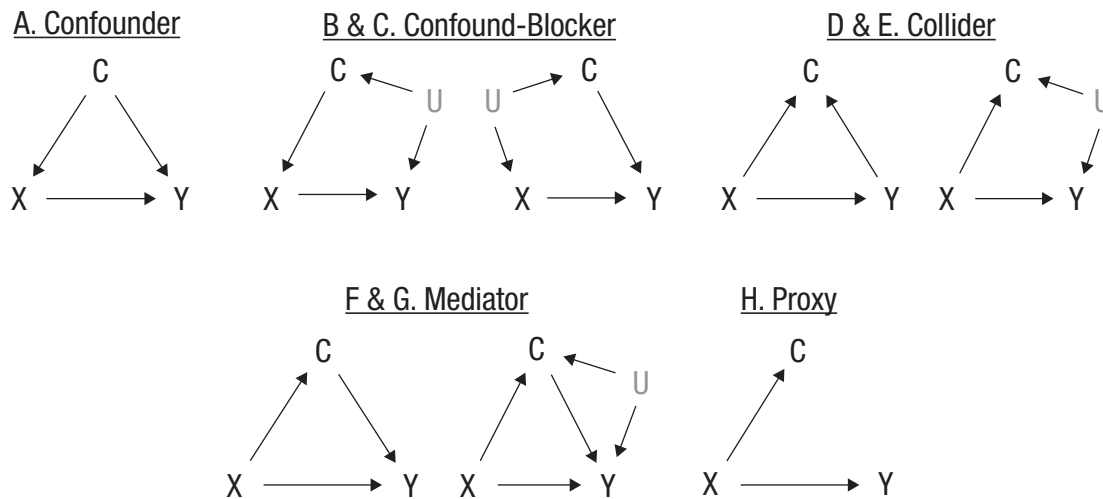 A. Confounder B & C. Confound-Blocker D & E. Collider
C C U U C C C U
X Y X Y X Y X Y X Y
F & G. Mediator H. Proxy
C C U C
X Y X Y X Y